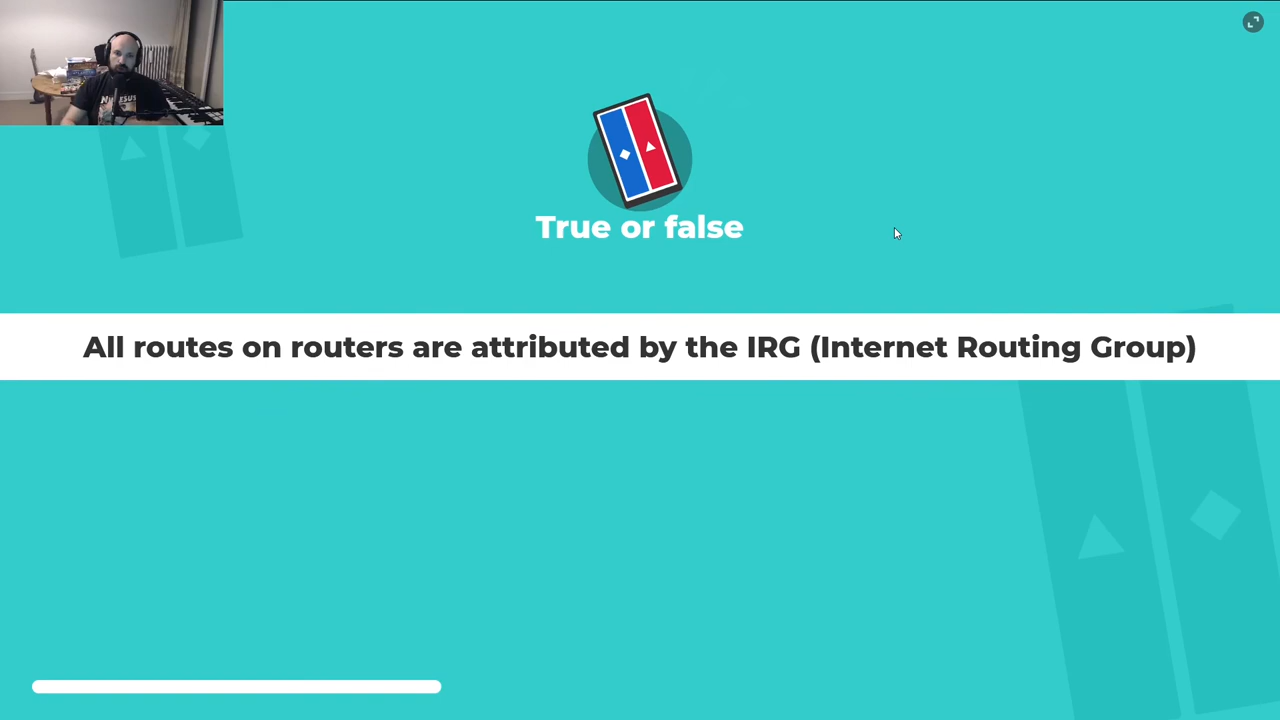 True or false
All routes on routers are attributed by the IRG (Internet Routing Group)